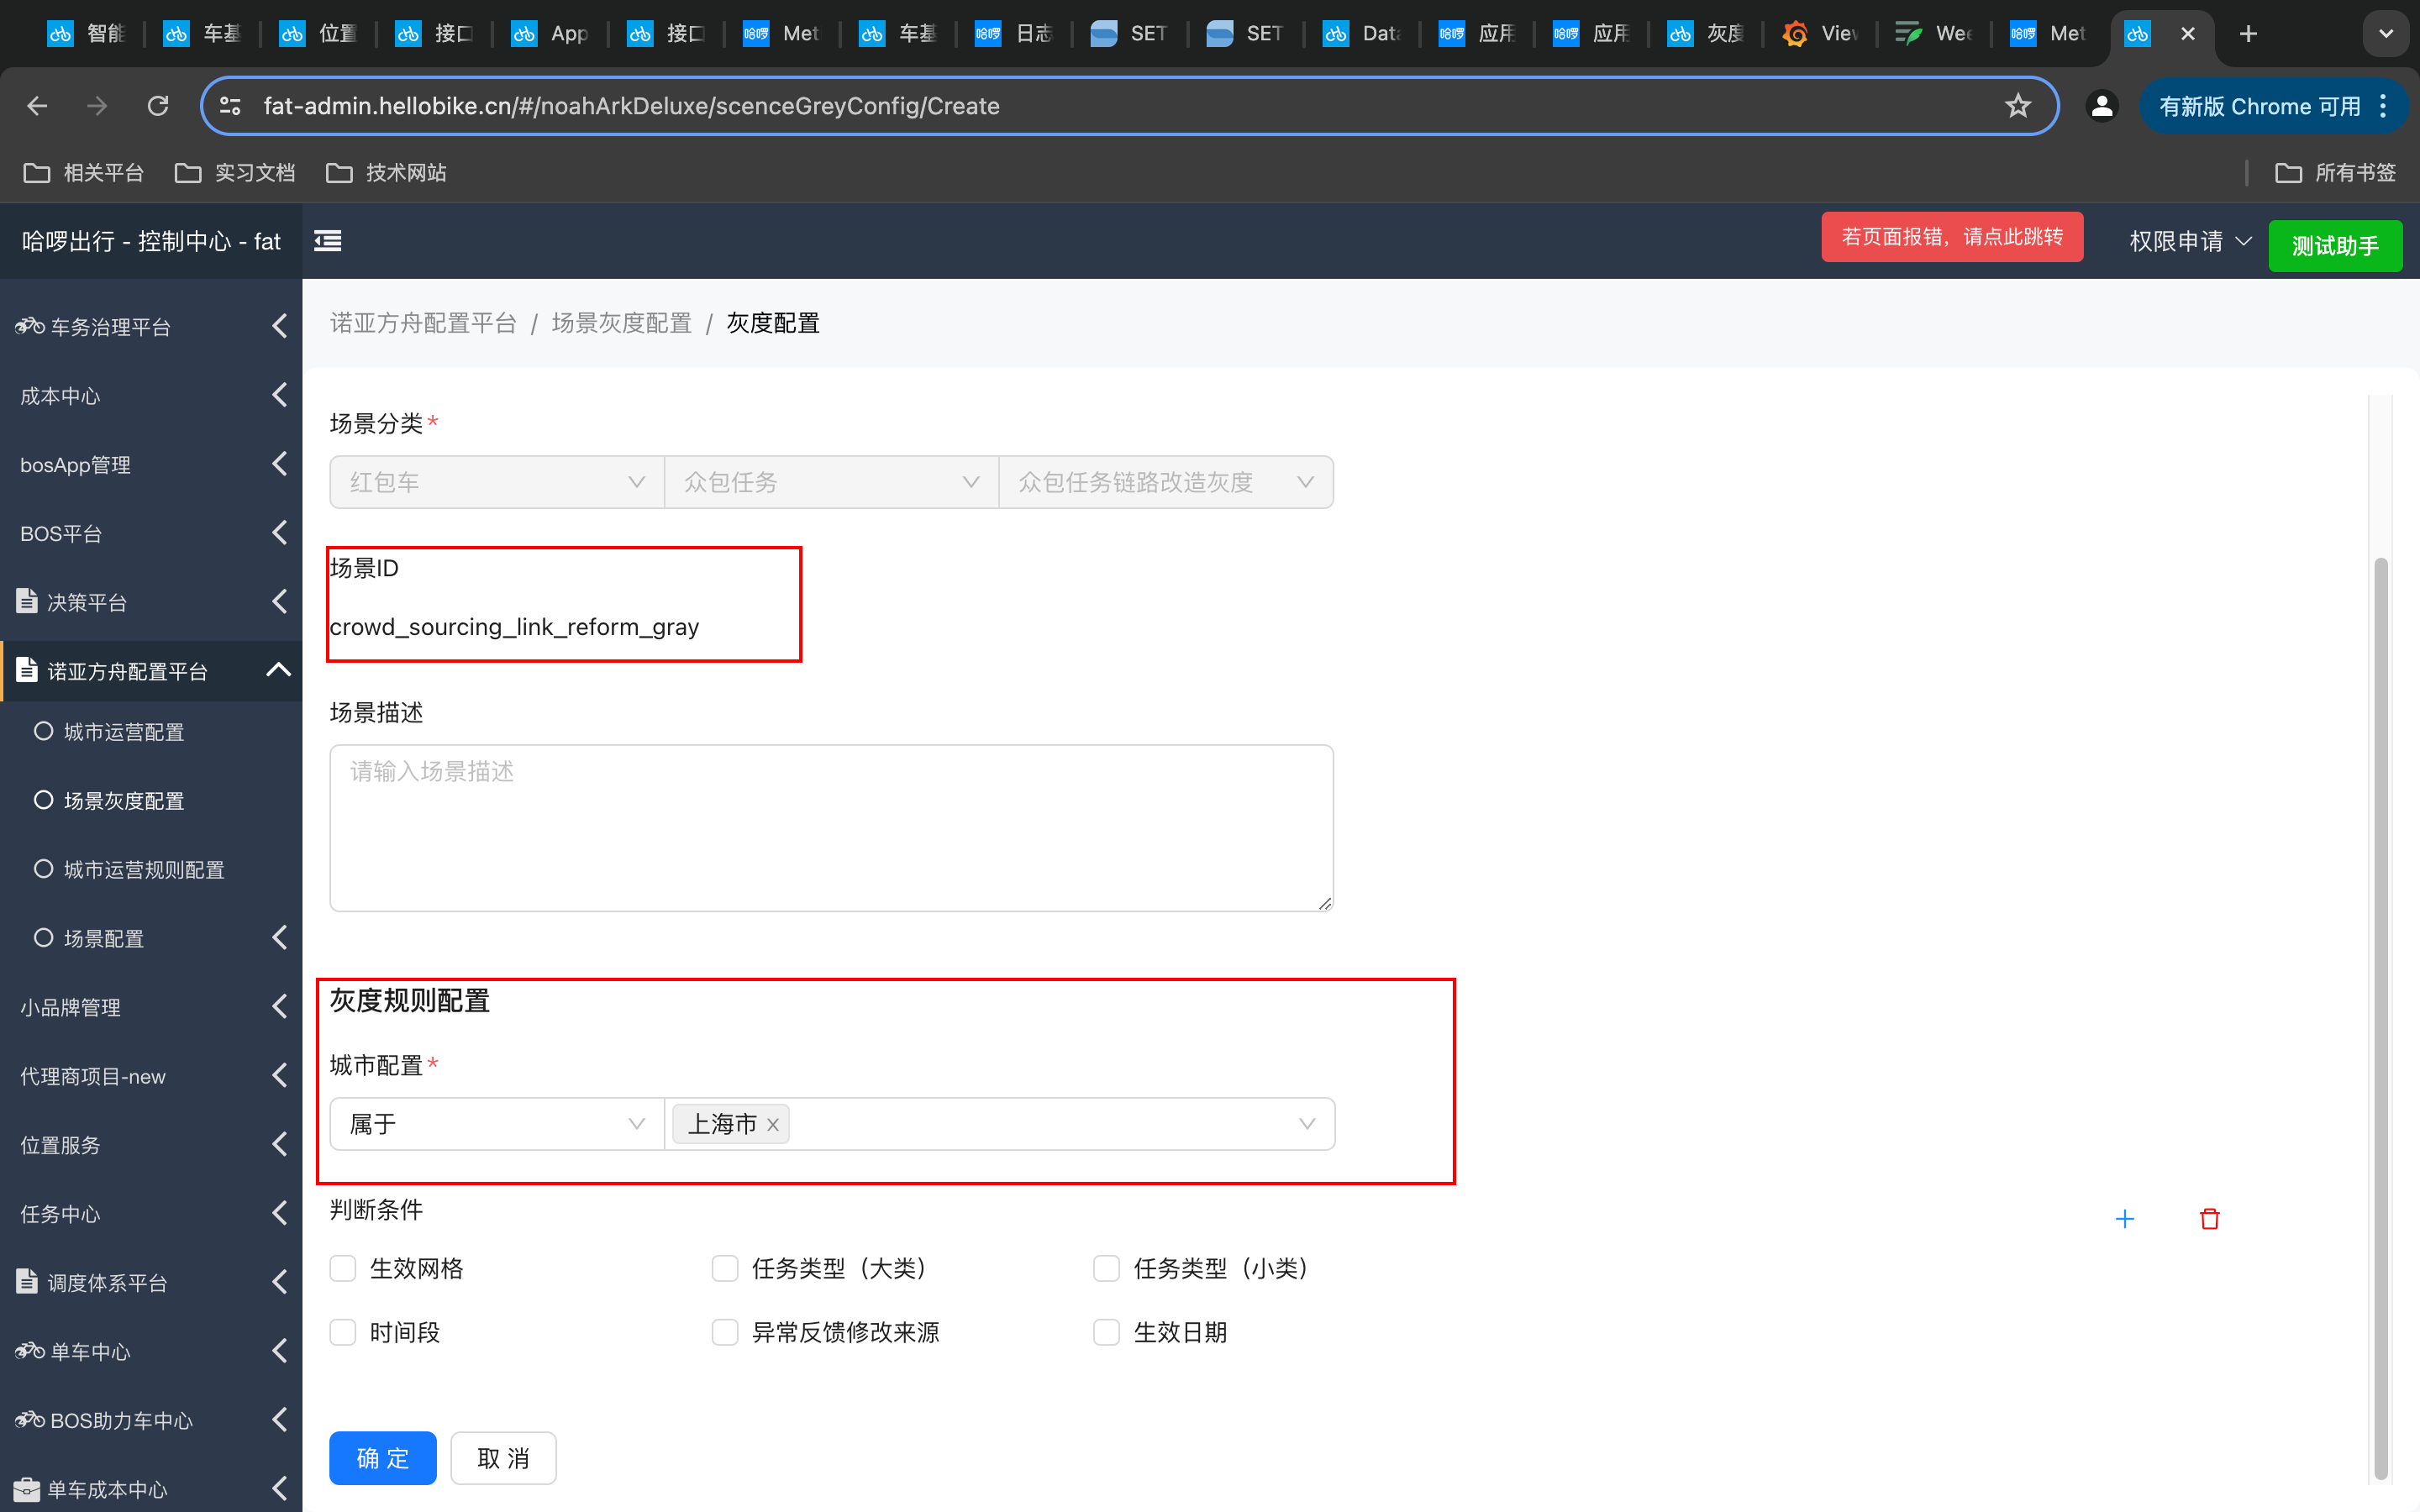 智能
车基
位置
接口
App
接口
Met
车基
日志
SET
SET
Data
应用
应用
灰度
View
Wee
Met
fat-admin.hellobike.cn/#/noahArkDeluxe/scenceGreyConfig/Create
有新版 Chrome 可用
相关平台
实习文档
技术网站
所有书签
哈啰出行 - 控制中心 - fat
若页面报错，请点此跳转
权限申请
测试助手
车务治理平台
成本中心
bosApp管理
BOS平台
决策平台
诺亚方舟配置平台
城市运营配置
场景灰度配置
城市运营规则配置
场景配置
小品牌管理
代理商项目-new
位置服务
任务中心
调度体系平台
单车中心
BOS助力车中心
单车成本中心
诺亚方舟配置平台 / 场景灰度配置 / 灰度配置
场景分类*
红包车
众包任务
众包任务链路改造灰度
场景ID
crowd_sourcing_link_reform_gray
场景描述
请输入场景描述
灰度规则配置
城市配置*
属于
上海市
判断条件
生效网格
任务类型（大类）
任务类型（小类）
时间段
异常反馈修改来源
生效日期
确 定
取 消